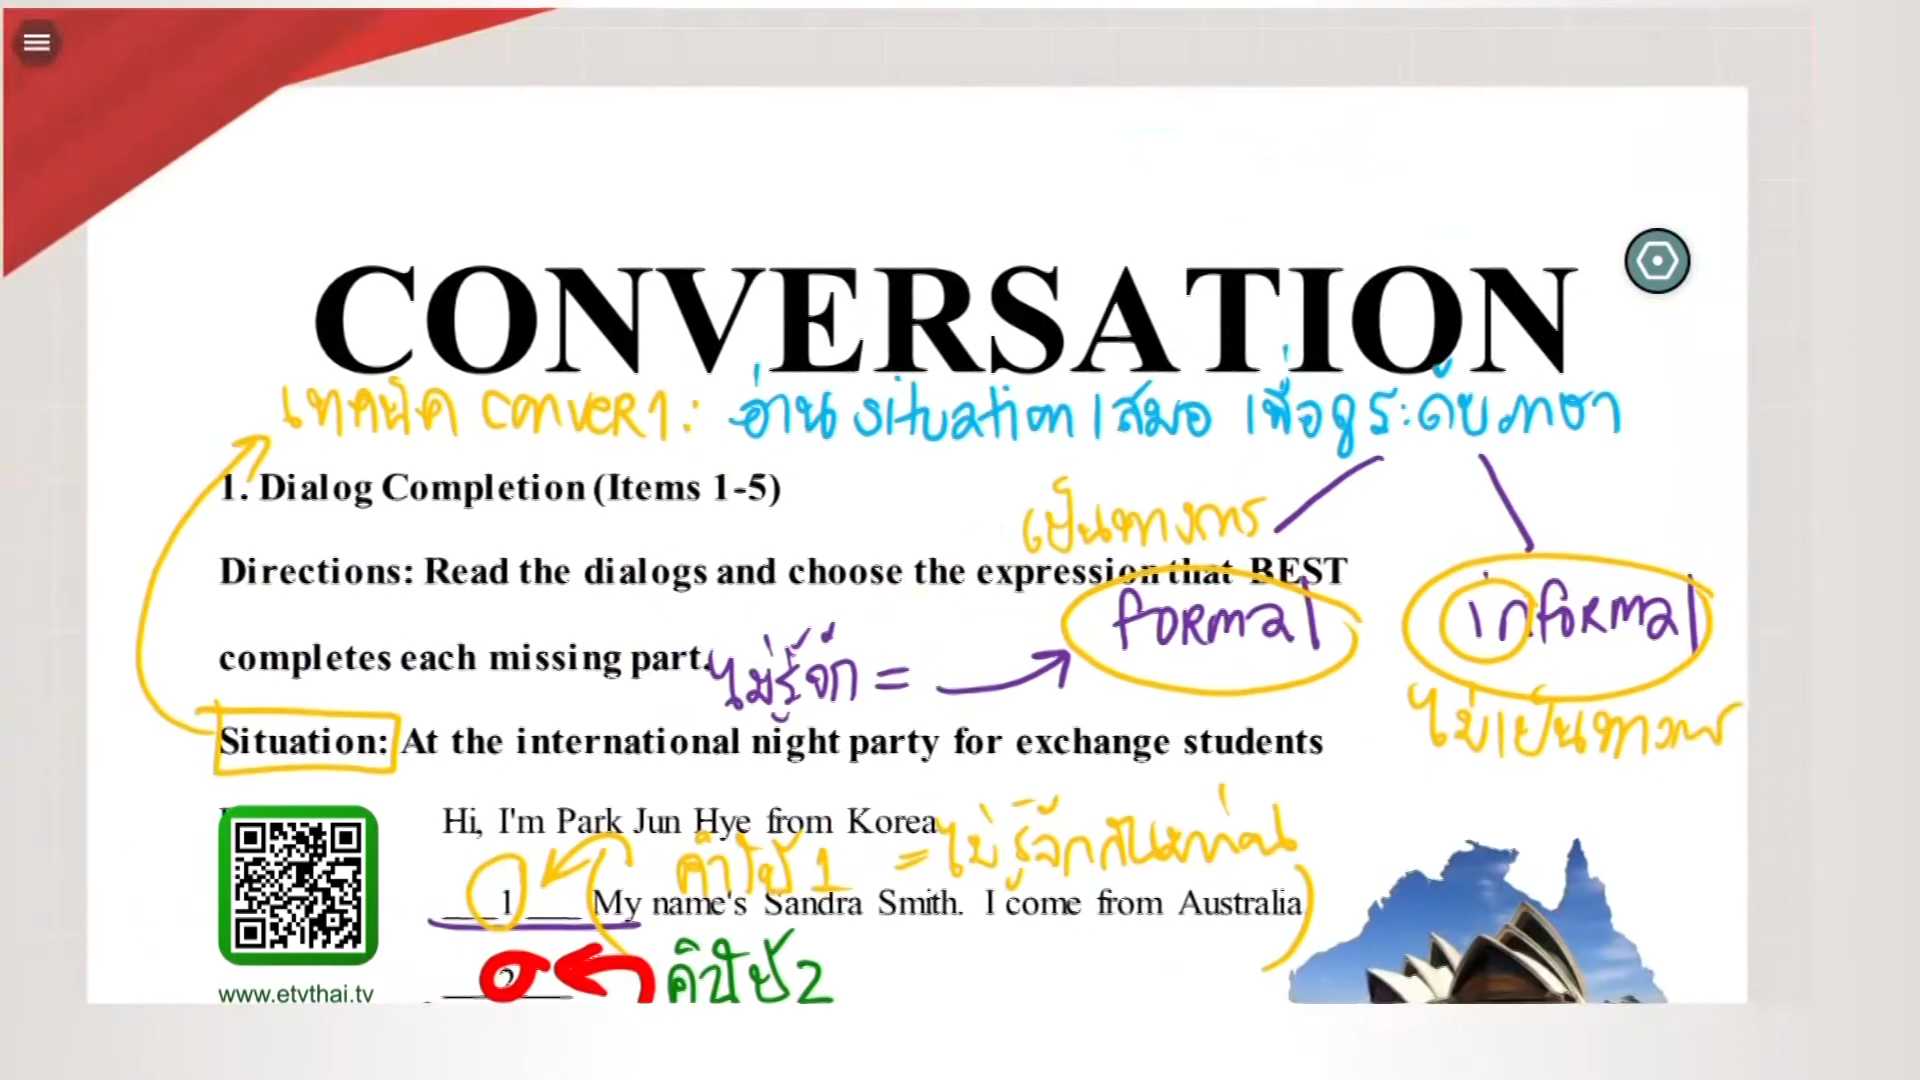 CONVERSATION
เทคนิค conver1: อ่าน situation เสมอ เพื่อดูระดับภาษา
1. Dialog Completion (Items 1-5)
เป็นทางการ
Directions: Read the dialogs and choose the expression that BEST
formal informal
completes each missing part.
ไม่รู้จัก =
ไม่เป็นทางการ
Situation: At the international night party for exchange students
Hi, I'm Park Jun Hye from Korea
คำใบ้ 1 = ไม่รู้จักกันมาก่อน
___1___ My name's Sandra Smith. I come from Australia
2
คำใบ้ 2
www.etvthai.tv